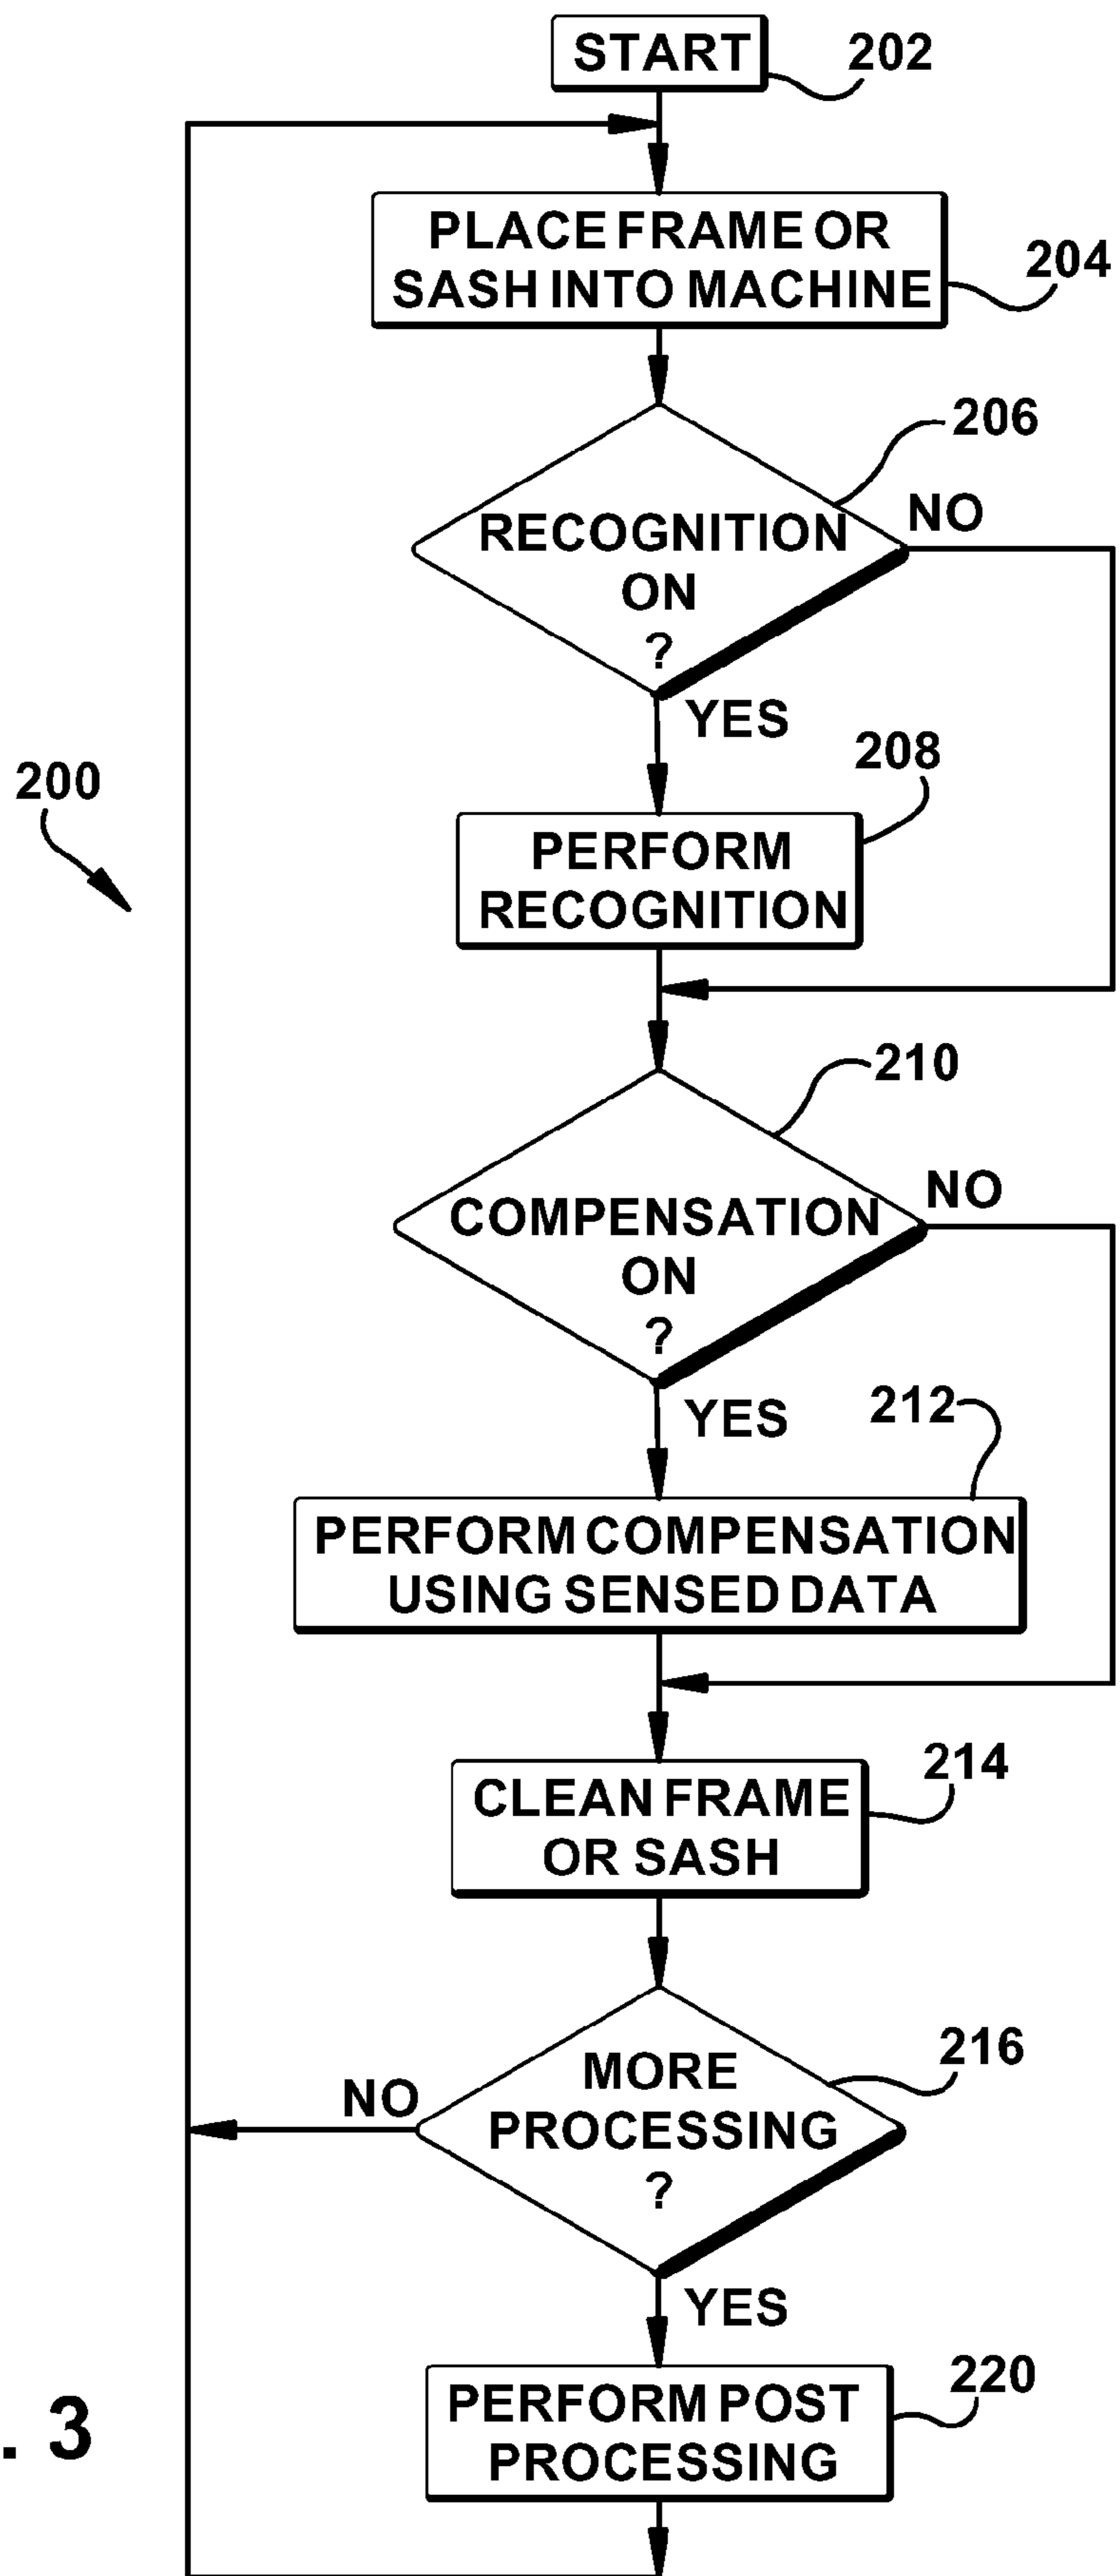 START
202
PLACE FRAME OR
SASH INTO MACHINE
204
206
RECOGNITION
ON
?
NO
YES
200
208
PERFORM
RECOGNITION
210
COMPENSATION
ON
?
NO
YES
212
PERFORM COMPENSATION
USING SENSED DATA
214
CLEAN FRAME
OR SASH
216
MORE
PROCESSING
?
NO
YES
220
PERFORM POST
PROCESSING
. 3